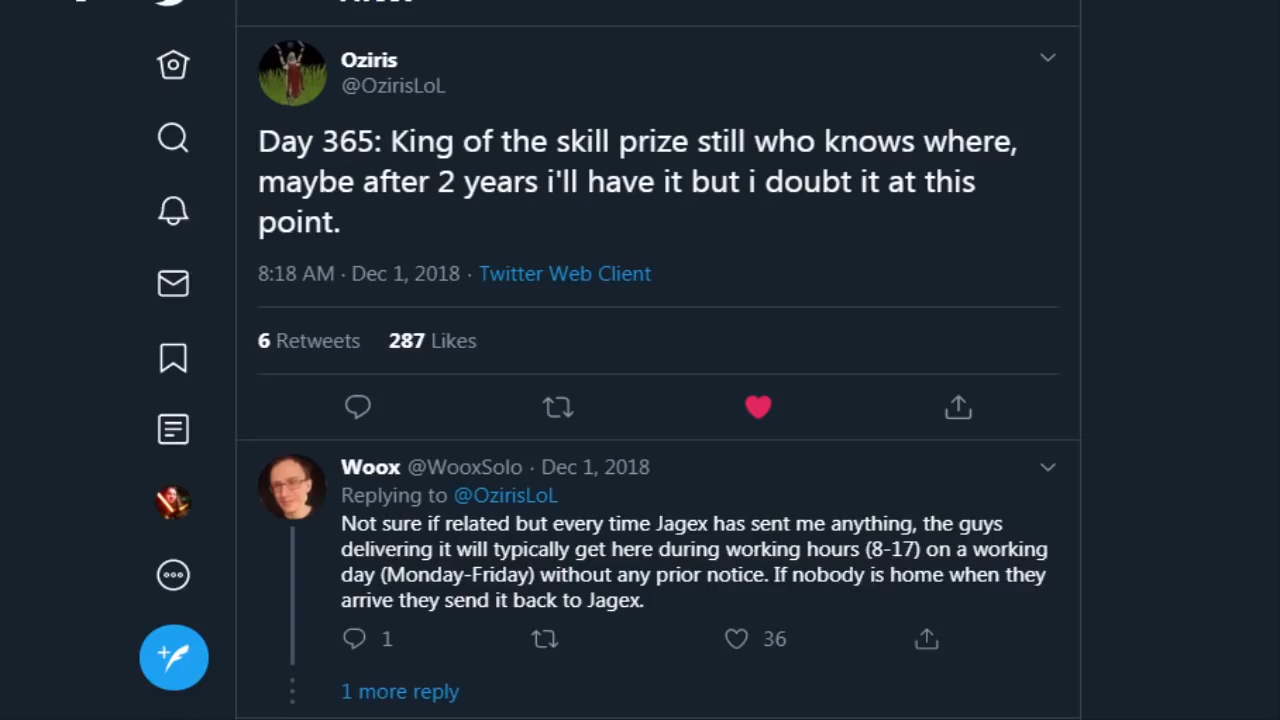 Oziris
@OzirisLoL
Day 365: King of the skill prize still who knows where,
maybe after 2 years i'll have it but i doubt it at this
point.
8:18 AM · Dec 1, 2018 · Twitter Web Client
6 Retweets 287 Likes
Woox @WooxSolo · Dec 1, 2018
Replying to @OzirisLoL
Not sure if related but every time Jagex has sent me anything, the guys
delivering it will typically get here during working hours (8-17) on a working
day (Monday-Friday) without any prior notice. If nobody is home when they
arrive they send it back to Jagex.
1 36
1 more reply